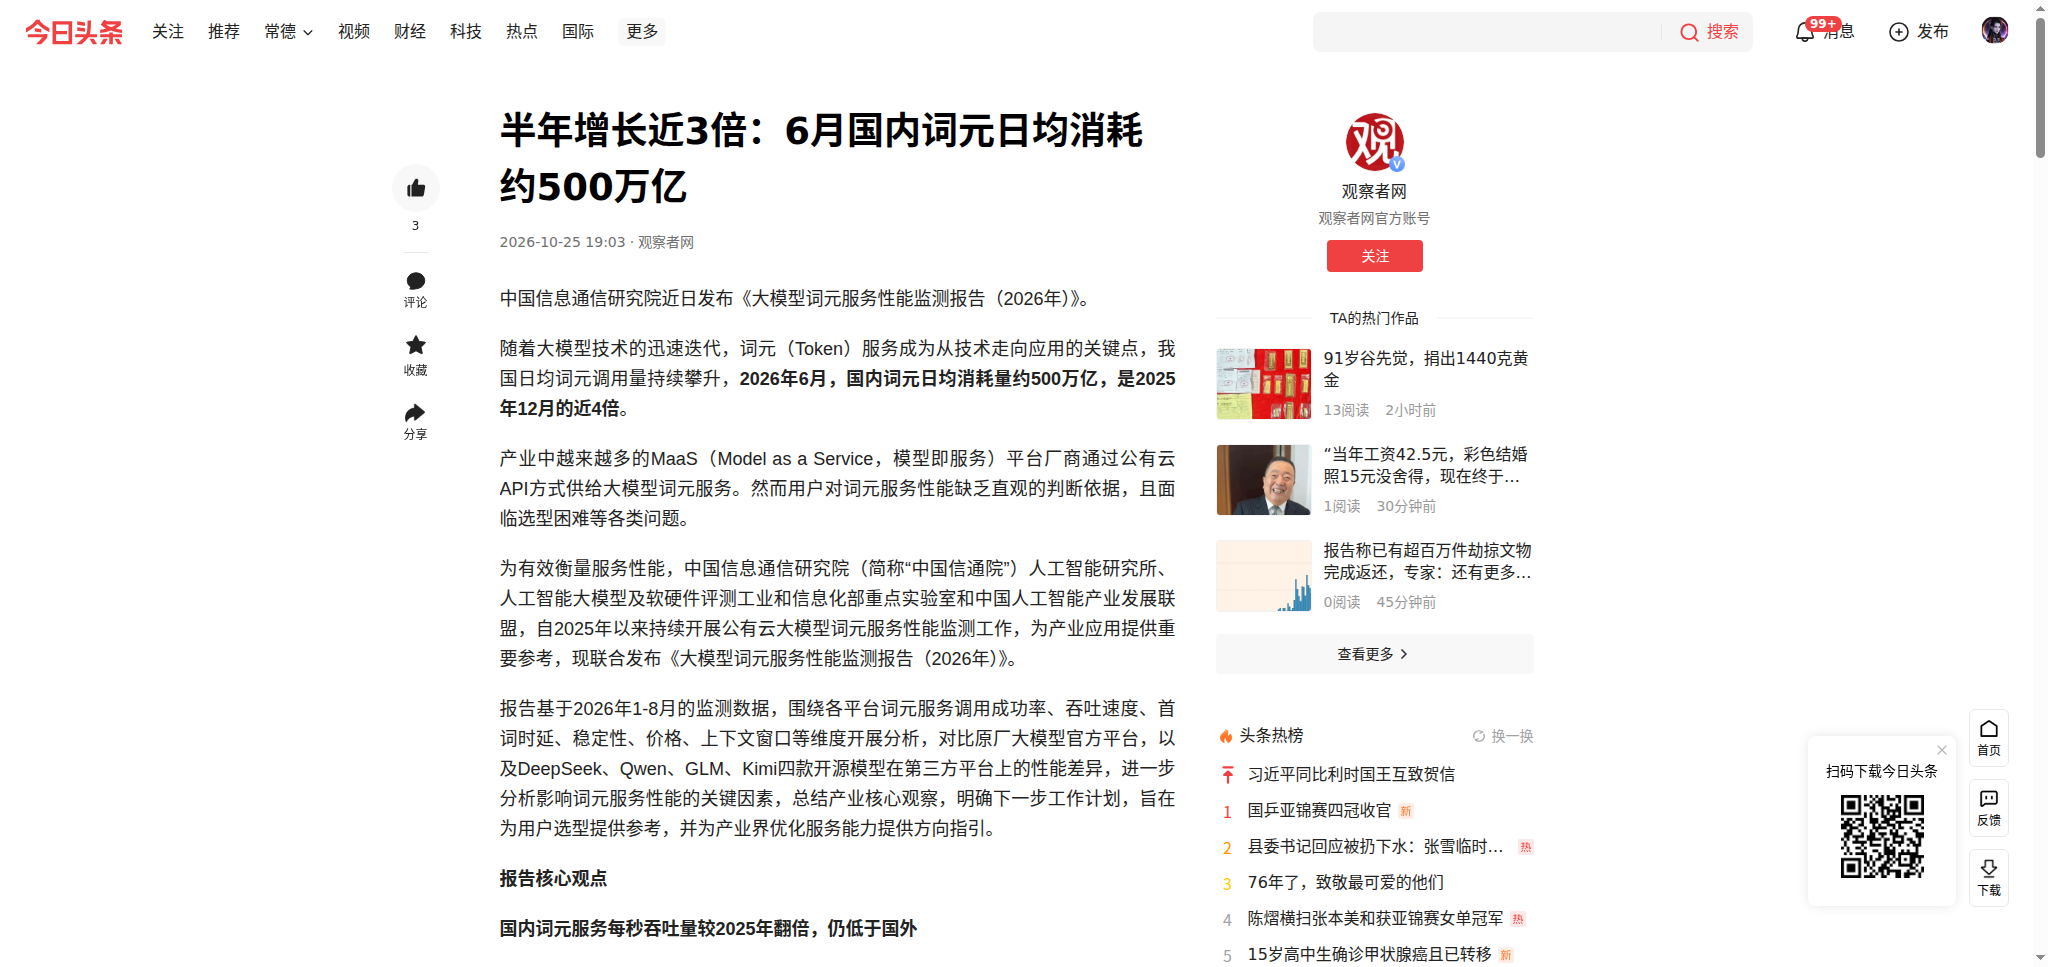 今日头条
关注
推荐
常德
视频
财经
科技
热点
国际
更多
搜索
99+
消息
发布
半年增长近3倍：6月国内词元日均消耗
约500万亿
2026-10-25 19:03 · 观察者网
3
评论
收藏
分享
中国信息通信研究院近日发布《大模型词元服务性能监测报告（2026年）》。
随着大模型技术的迅速迭代，词元（Token）服务成为从技术走向应用的关键点，我
国日均词元调用量持续攀升，2026年6月，国内词元日均消耗量约500万亿，是2025
年12月的近4倍。
产业中越来越多的MaaS（Model as a Service，模型即服务）平台厂商通过公有云
API方式供给大模型词元服务。然而用户对词元服务性能缺乏直观的判断依据，且面
临选型困难等各类问题。
为有效衡量服务性能，中国信息通信研究院（简称“中国信通院”）人工智能研究所、
人工智能大模型及软硬件评测工业和信息化部重点实验室和中国人工智能产业发展联
盟，自2025年以来持续开展公有云大模型词元服务性能监测工作，为产业应用提供重
要参考，现联合发布《大模型词元服务性能监测报告（2026年）》。
报告基于2026年1-8月的监测数据，围绕各平台词元服务调用成功率、吞吐速度、首
词时延、稳定性、价格、上下文窗口等维度开展分析，对比原厂大模型官方平台，以
及DeepSeek、Qwen、GLM、Kimi四款开源模型在第三方平台上的性能差异，进一步
分析影响词元服务性能的关键因素，总结产业核心观察，明确下一步工作计划，旨在
为用户选型提供参考，并为产业界优化服务能力提供方向指引。
报告核心观点
国内词元服务每秒吞吐量较2025年翻倍，仍低于国外
观
V
观察者网
观察者网官方账号
关注
TA的热门作品
91岁谷先觉，捐出1440克黄
金
13阅读 2小时前
“当年工资42.5元，彩色结婚
照15元没舍得，现在终于...
1阅读 30分钟前
报告称已有超百万件劫掠文物
完成返还，专家：还有更多...
0阅读 45分钟前
查看更多
头条热榜
换一换
习近平同比利时国王互致贺信
1 国乒亚锦赛四冠收官 新
2 县委书记回应被扔下水：张雪临时... 热
3 76年了，致敬最可爱的他们
4 陈熠横扫张本美和获亚锦赛女单冠军 热
5 15岁高中生确诊甲状腺癌且已转移 新
扫码下载今日头条
首页
反馈
下载